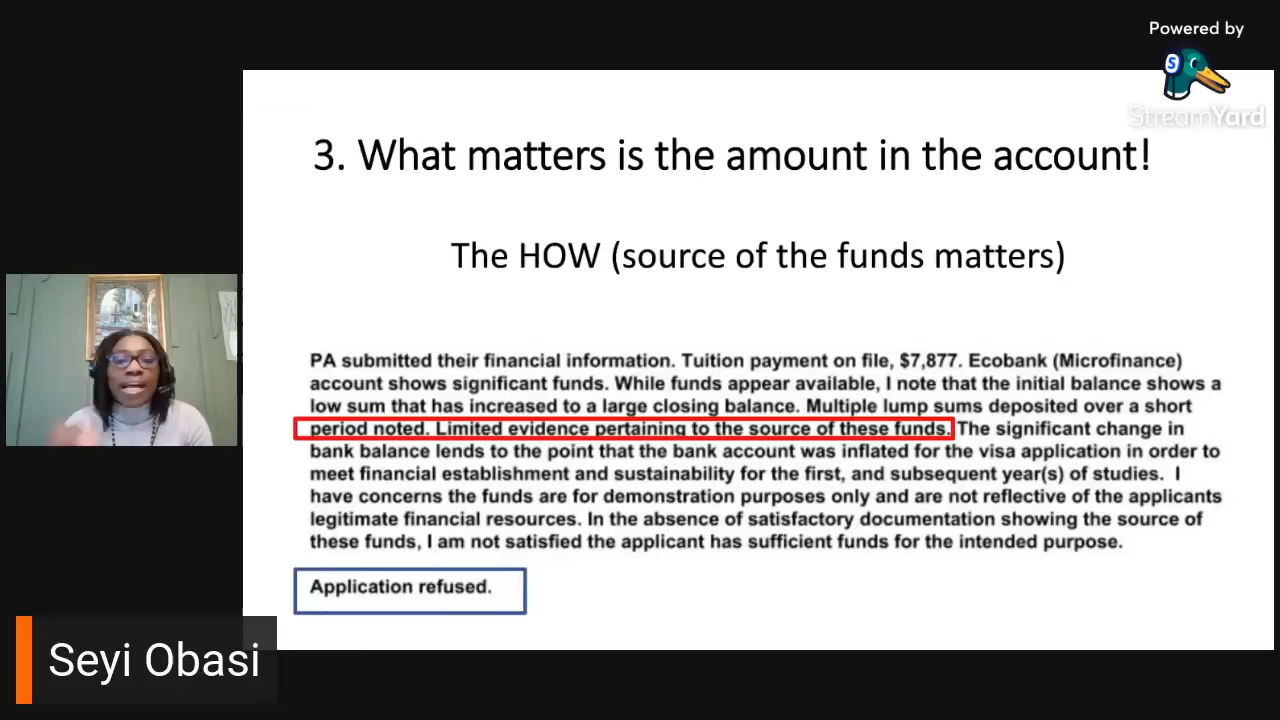 Powered by
StreamYard
3. What matters is the amount in the account!
The HOW (source of the funds matters)
PA submitted their financial information. Tuition payment on file, $7,877. Ecobank (Microfinance)
account shows significant funds. While funds appear available, I note that the initial balance shows a
low sum that has increased to a large closing balance. Multiple lump sums deposited over a short
period noted. Limited evidence pertaining to the source of these funds. The significant change in
bank balance lends to the point that the bank account was inflated for the visa application in order to
meet financial establishment and sustainability for the first, and subsequent year(s) of studies. I
have concerns the funds are for demonstration purposes only and are not reflective of the applicants
legitimate financial resources. In the absence of satisfactory documentation showing the source of
these funds, I am not satisfied the applicant has sufficient funds for the intended purpose.
Application refused.
Seyi Obasi